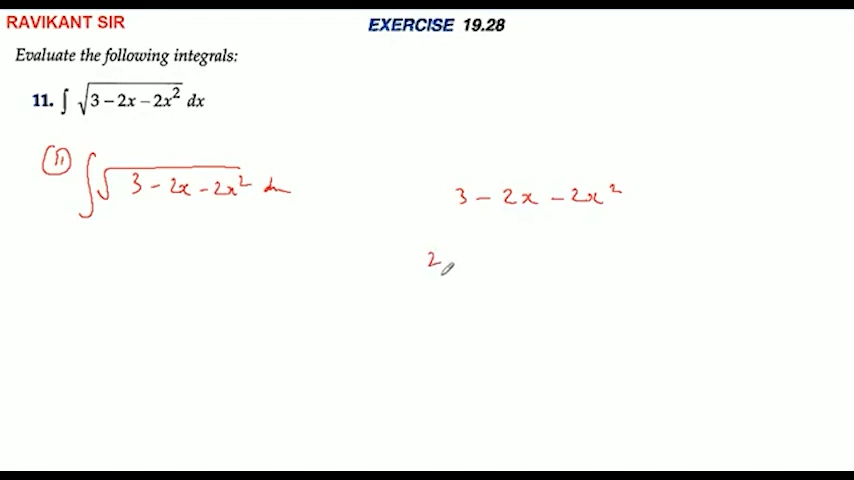 RAVIKANT SIR
EXERCISE 19.28
Evaluate the following integrals:
11. ∫ √(3 – 2x – 2x²) dx
(11) ∫ √(3 – 2x – 2x²) dx
3 – 2x – 2x²
2